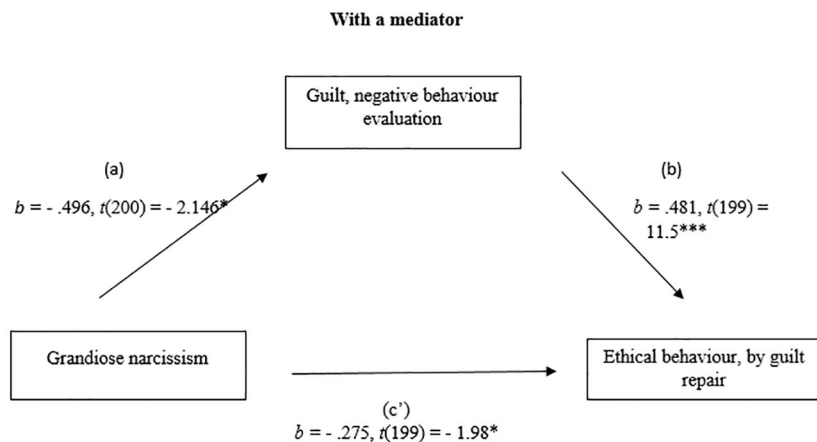 With a mediator
Guilt, negative behaviour
evaluation
(a)
b = - .496, t(200) = - 2.146*
(b)
b = .481, t(199) =
11.5***
Grandiose narcissism
Ethical behaviour, by guilt
repair
(c’)
b = - .275, t(199) = - 1.98*